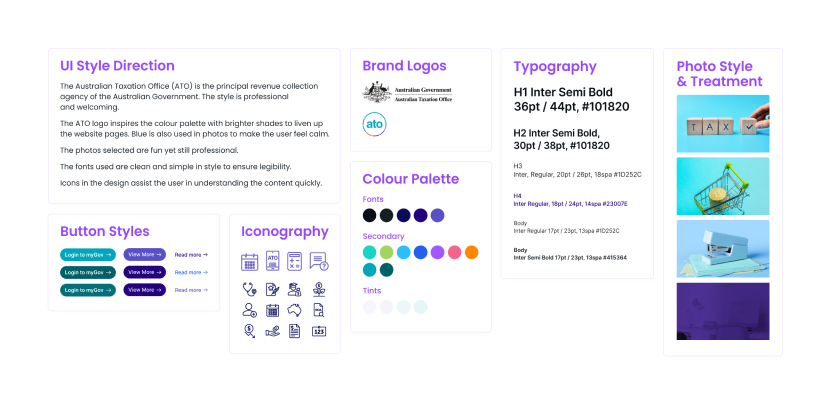 UI Style Direction
The Australian Taxation Office (ATO) is the principal revenue collection
agency of the Australian Government. The style is professional
and welcoming.
The ATO logo inspires the colour palette with brighter shades to liven up
the website pages. Blue is also used in photos to make the user feel calm.
The photos selected are fun yet still professional.
The fonts used are clean and simple in style to ensure legibility.
Icons in the design assist the user in understanding the content quickly.
Button Styles
Login to myGov → View More → Read more →
Login to myGov → View More → Read more →
Login to myGov → View More → Read more →
Iconography
ATO
123
Brand Logos
Australian Government
Australian Taxation Office
ato
Colour Palette
Fonts
Secondary
Tints
Typography
H1 Inter Semi Bold
36pt / 44pt, #101820
H2 Inter Semi Bold,
30pt / 38pt, #101820
H3
Inter, Regular, 20pt / 26pt, 18spa #1D252C
H4
Inter Regular, 18pt / 24pt, 14spa #23007E
Body
Inter Regular 17pt / 23pt, 13spa #1D252C
Body
Inter Semi Bold 17pt / 23pt, 13spa #415364
Photo Style
& Treatment
T A X